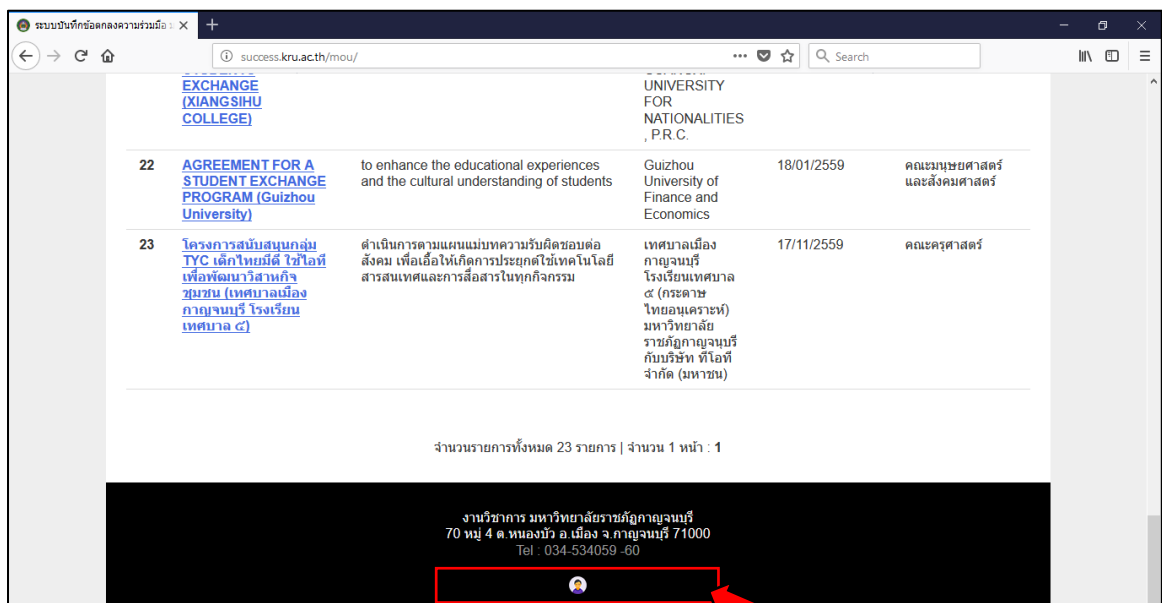 ระบบบันทึกข้อตกลงความร่วมมือ
success.kru.ac.th/mou/
Search
EXCHANGE
(XIANGSIHU
COLLEGE)
UNIVERSITY
FOR
NATIONALITIES
, P.R.C.
22
AGREEMENT FOR A
STUDENT EXCHANGE
PROGRAM (Guizhou
University)
to enhance the educational experiences
and the cultural understanding of students
Guizhou
University of
Finance and
Economics
18/01/2559
คณะมนุษยศาสตร์
และสังคมศาสตร์
23
โครงการสนับสนุนกลุ่ม
TYC เด็กไทยมีดี ใช้ไอที
เพื่อพัฒนาวิสาหกิจ
ชุมชน (เทศบาลเมือง
กาญจนบุรี โรงเรียน
เทศบาล ๕)
ดำเนินการตามแผนแม่บทความรับผิดชอบต่อ
สังคม เพื่อเอื้อให้เกิดการประยุกต์ใช้เทคโนโลยี
สารสนเทศและการสื่อสารในทุกกิจกรรม
เทศบาลเมือง
กาญจนบุรี
โรงเรียนเทศบาล
๕ (กระดาษ
ไทยอนุเคราะห์)
มหาวิทยาลัย
ราชภัฏกาญจนบุรี
กับบริษัท ทีโอที
จำกัด (มหาชน)
17/11/2559
คณะครุศาสตร์
จำนวนรายการทั้งหมด 23 รายการ | จำนวน 1 หน้า : 1
งานวิชาการ มหาวิทยาลัยราชภัฏกาญจนบุรี
70 หมู่ 4 ต.หนองบัว อ.เมือง จ.กาญจนบุรี 71000
Tel : 034-534059 -60